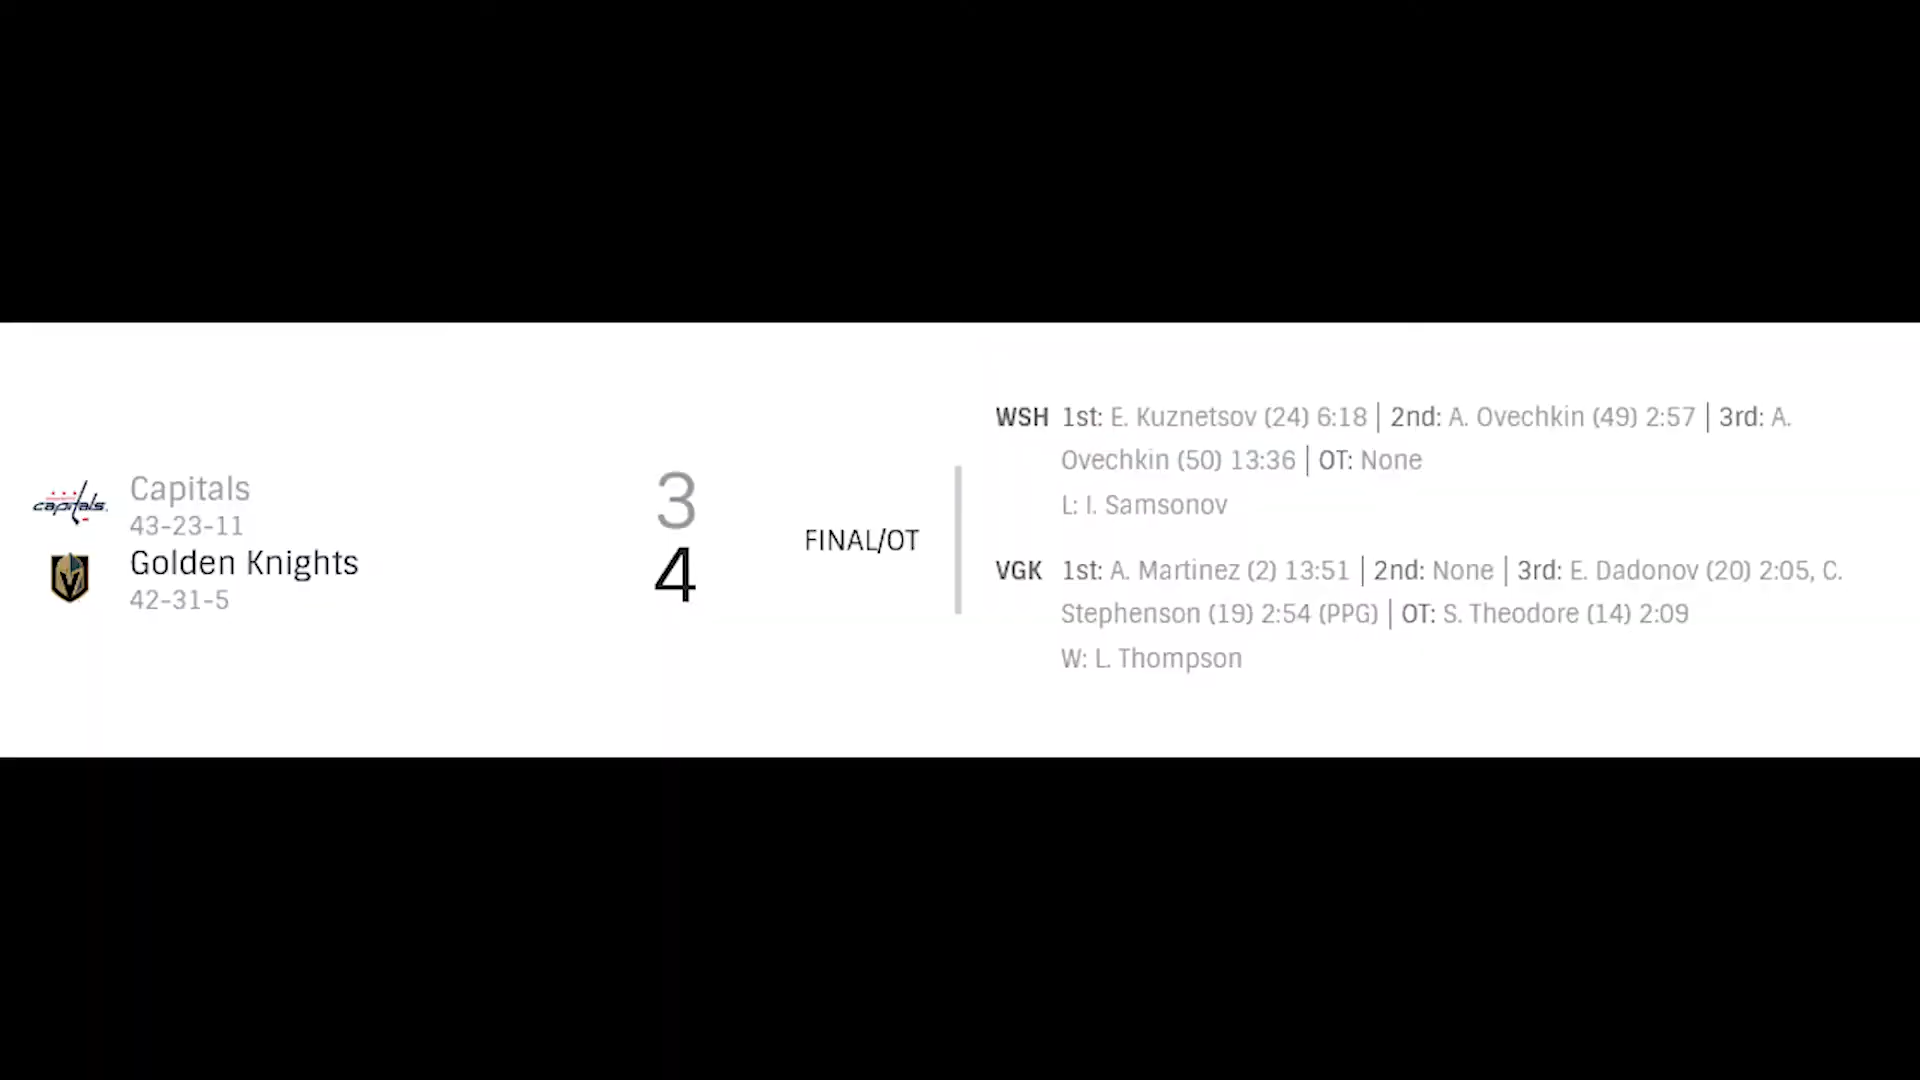 capitals
Capitals
43-23-11
3
Golden Knights
42-31-5
4
FINAL/OT
WSH 1st: E. Kuznetsov (24) 6:18 | 2nd: A. Ovechkin (49) 2:57 | 3rd: A.
Ovechkin (50) 13:36 | OT: None
L: I. Samsonov
VGK 1st: A. Martinez (2) 13:51 | 2nd: None | 3rd: E. Dadonov (20) 2:05, C.
Stephenson (19) 2:54 (PPG) | OT: S. Theodore (14) 2:09
W: L. Thompson